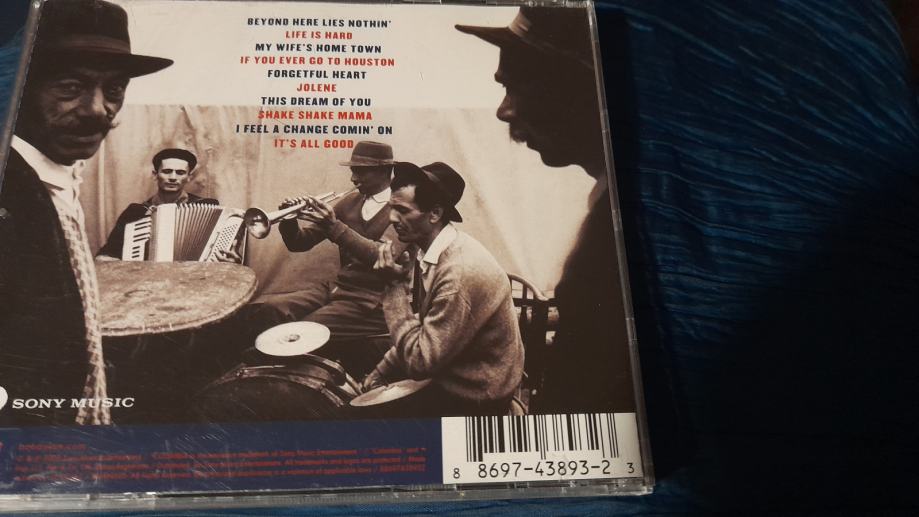 BEYOND HERE LIES NOTHIN'
LIFE IS HARD
MY WIFE'S HOME TOWN
IF YOU EVER GO TO HOUSTON
FORGETFUL HEART
JOLENE
THIS DREAM OF YOU
SHAKE SHAKE MAMA
I FEEL A CHANGE COMIN' ON
IT'S ALL GOOD
SONY MUSIC
bobdylan.com
8 8697-43893-2 3